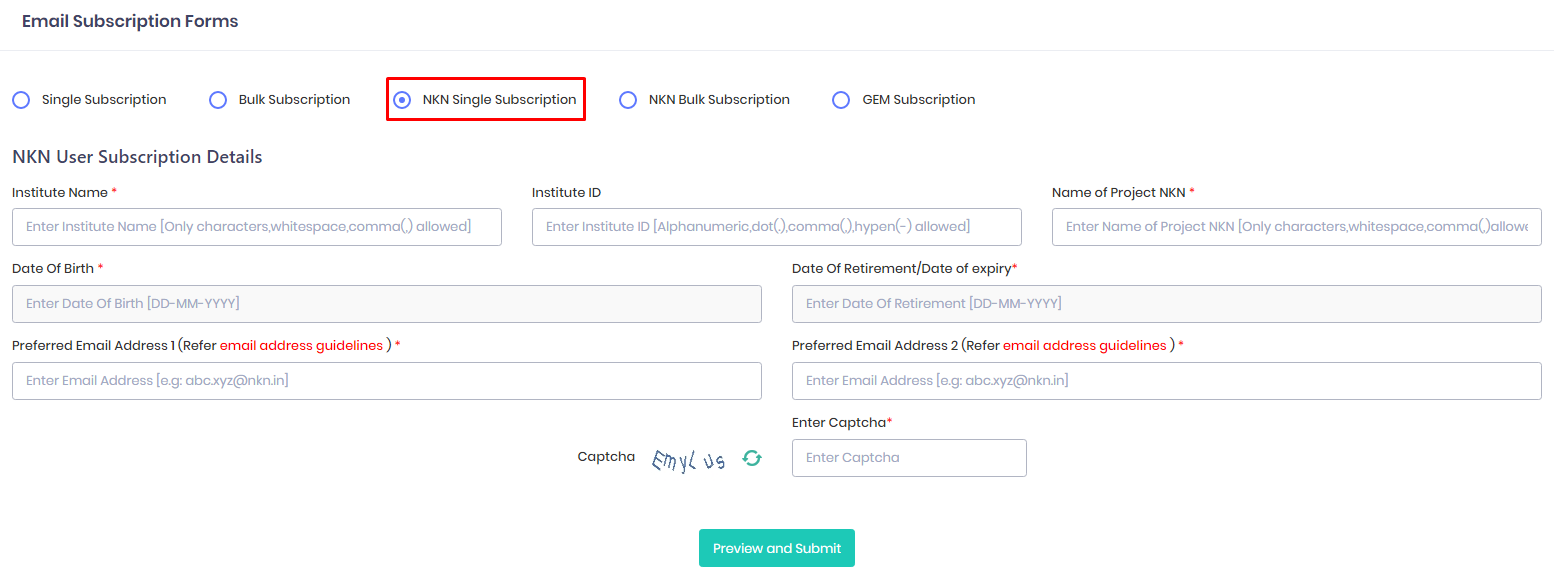 Email Subscription Forms
Single Subscription Bulk Subscription NKN Single Subscription NKN Bulk Subscription GEM Subscription
NKN User Subscription Details
Institute Name * Institute ID Name of Project NKN *
Enter Institute Name [Only characters,whitespace,comma(,) allowed] Enter Institute ID [Alphanumeric,dot(.),comma(,),hypen(-) allowed] Enter Name of Project NKN [Only characters,whitespace,comma(,)allowe
Date Of Birth * Date Of Retirement/Date of expiry*
Enter Date Of Birth [DD-MM-YYYY] Enter Date Of Retirement [DD-MM-YYYY]
Preferred Email Address 1 (Refer email address guidelines ) * Preferred Email Address 2 (Refer email address guidelines ) *
Enter Email Address [e.g: abc.xyz@nkn.in] Enter Email Address [e.g: abc.xyz@nkn.in]
Enter Captcha*
Captcha EmyL us Enter Captcha
Preview and Submit